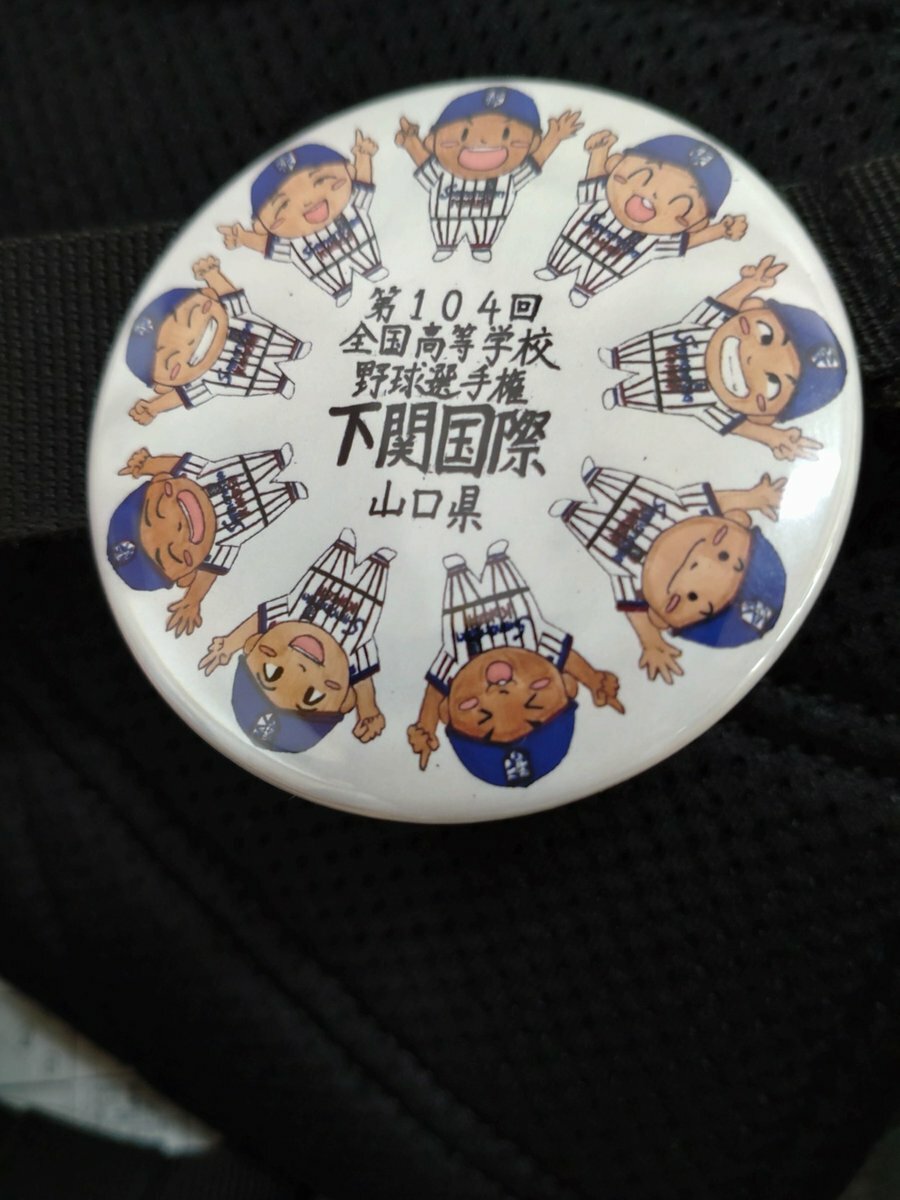 第104回
全国高等学校
野球選手権
下関国際
山口県